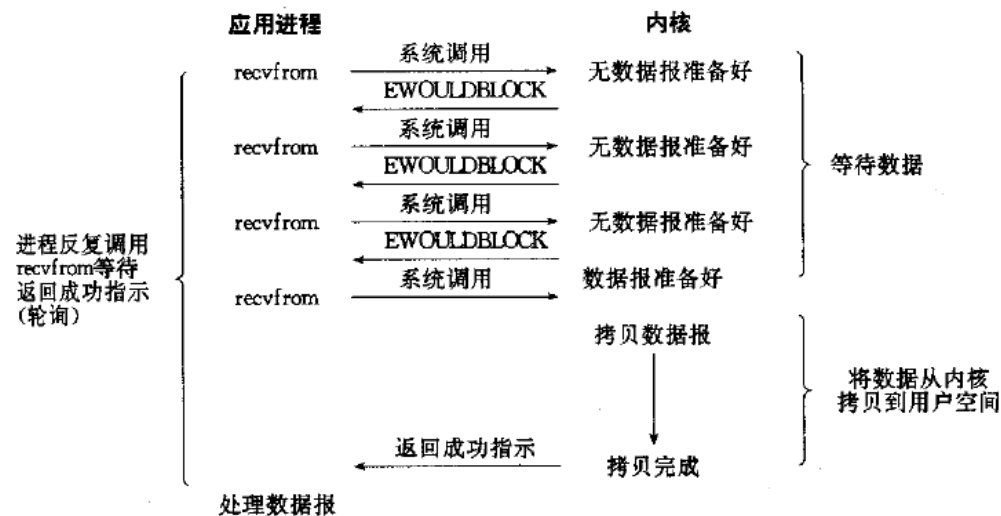 应用进程 内核
系统调用
recvfrom 无数据报准备好
EWOULDBLOCK
系统调用
recvfrom 无数据报准备好
EWOULDBLOCK
等待数据
系统调用
recvfrom 无数据报准备好
EWOULDBLOCK
进程反复调用
recvfrom等待
返回成功指示
(轮询)
系统调用
recvfrom 数据报准备好
拷贝数据报
将数据从内核
拷贝到用户空间
返回成功指示
拷贝完成
处理数据报